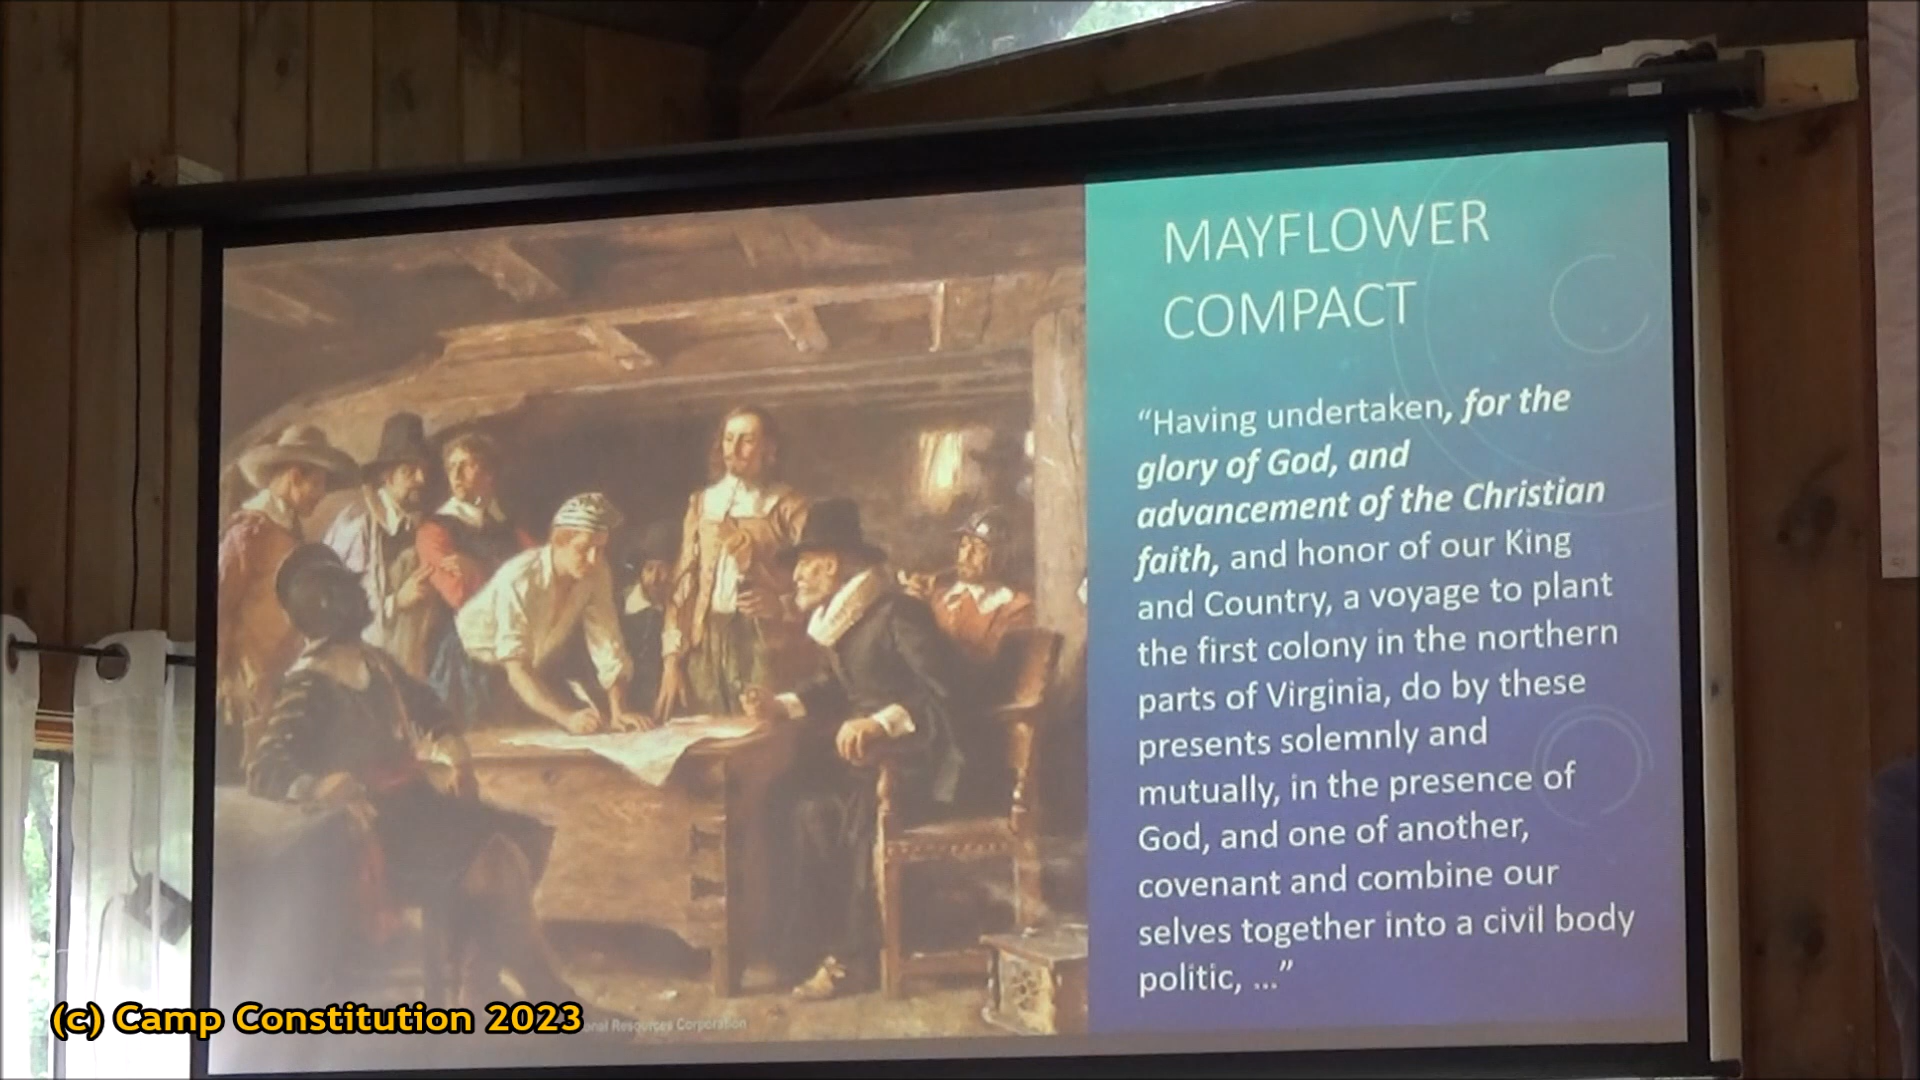 MAYFLOWER
COMPACT
“Having undertaken, for the
glory of God, and
advancement of the Christian
faith, and honor of our King
and Country, a voyage to plant
the first colony in the northern
parts of Virginia, do by these
presents solemnly and
mutually, in the presence of
God, and one of another,
covenant and combine our
selves together into a civil body
politic, ...”
(c) Camp Constitution 2023
Resources Corporation